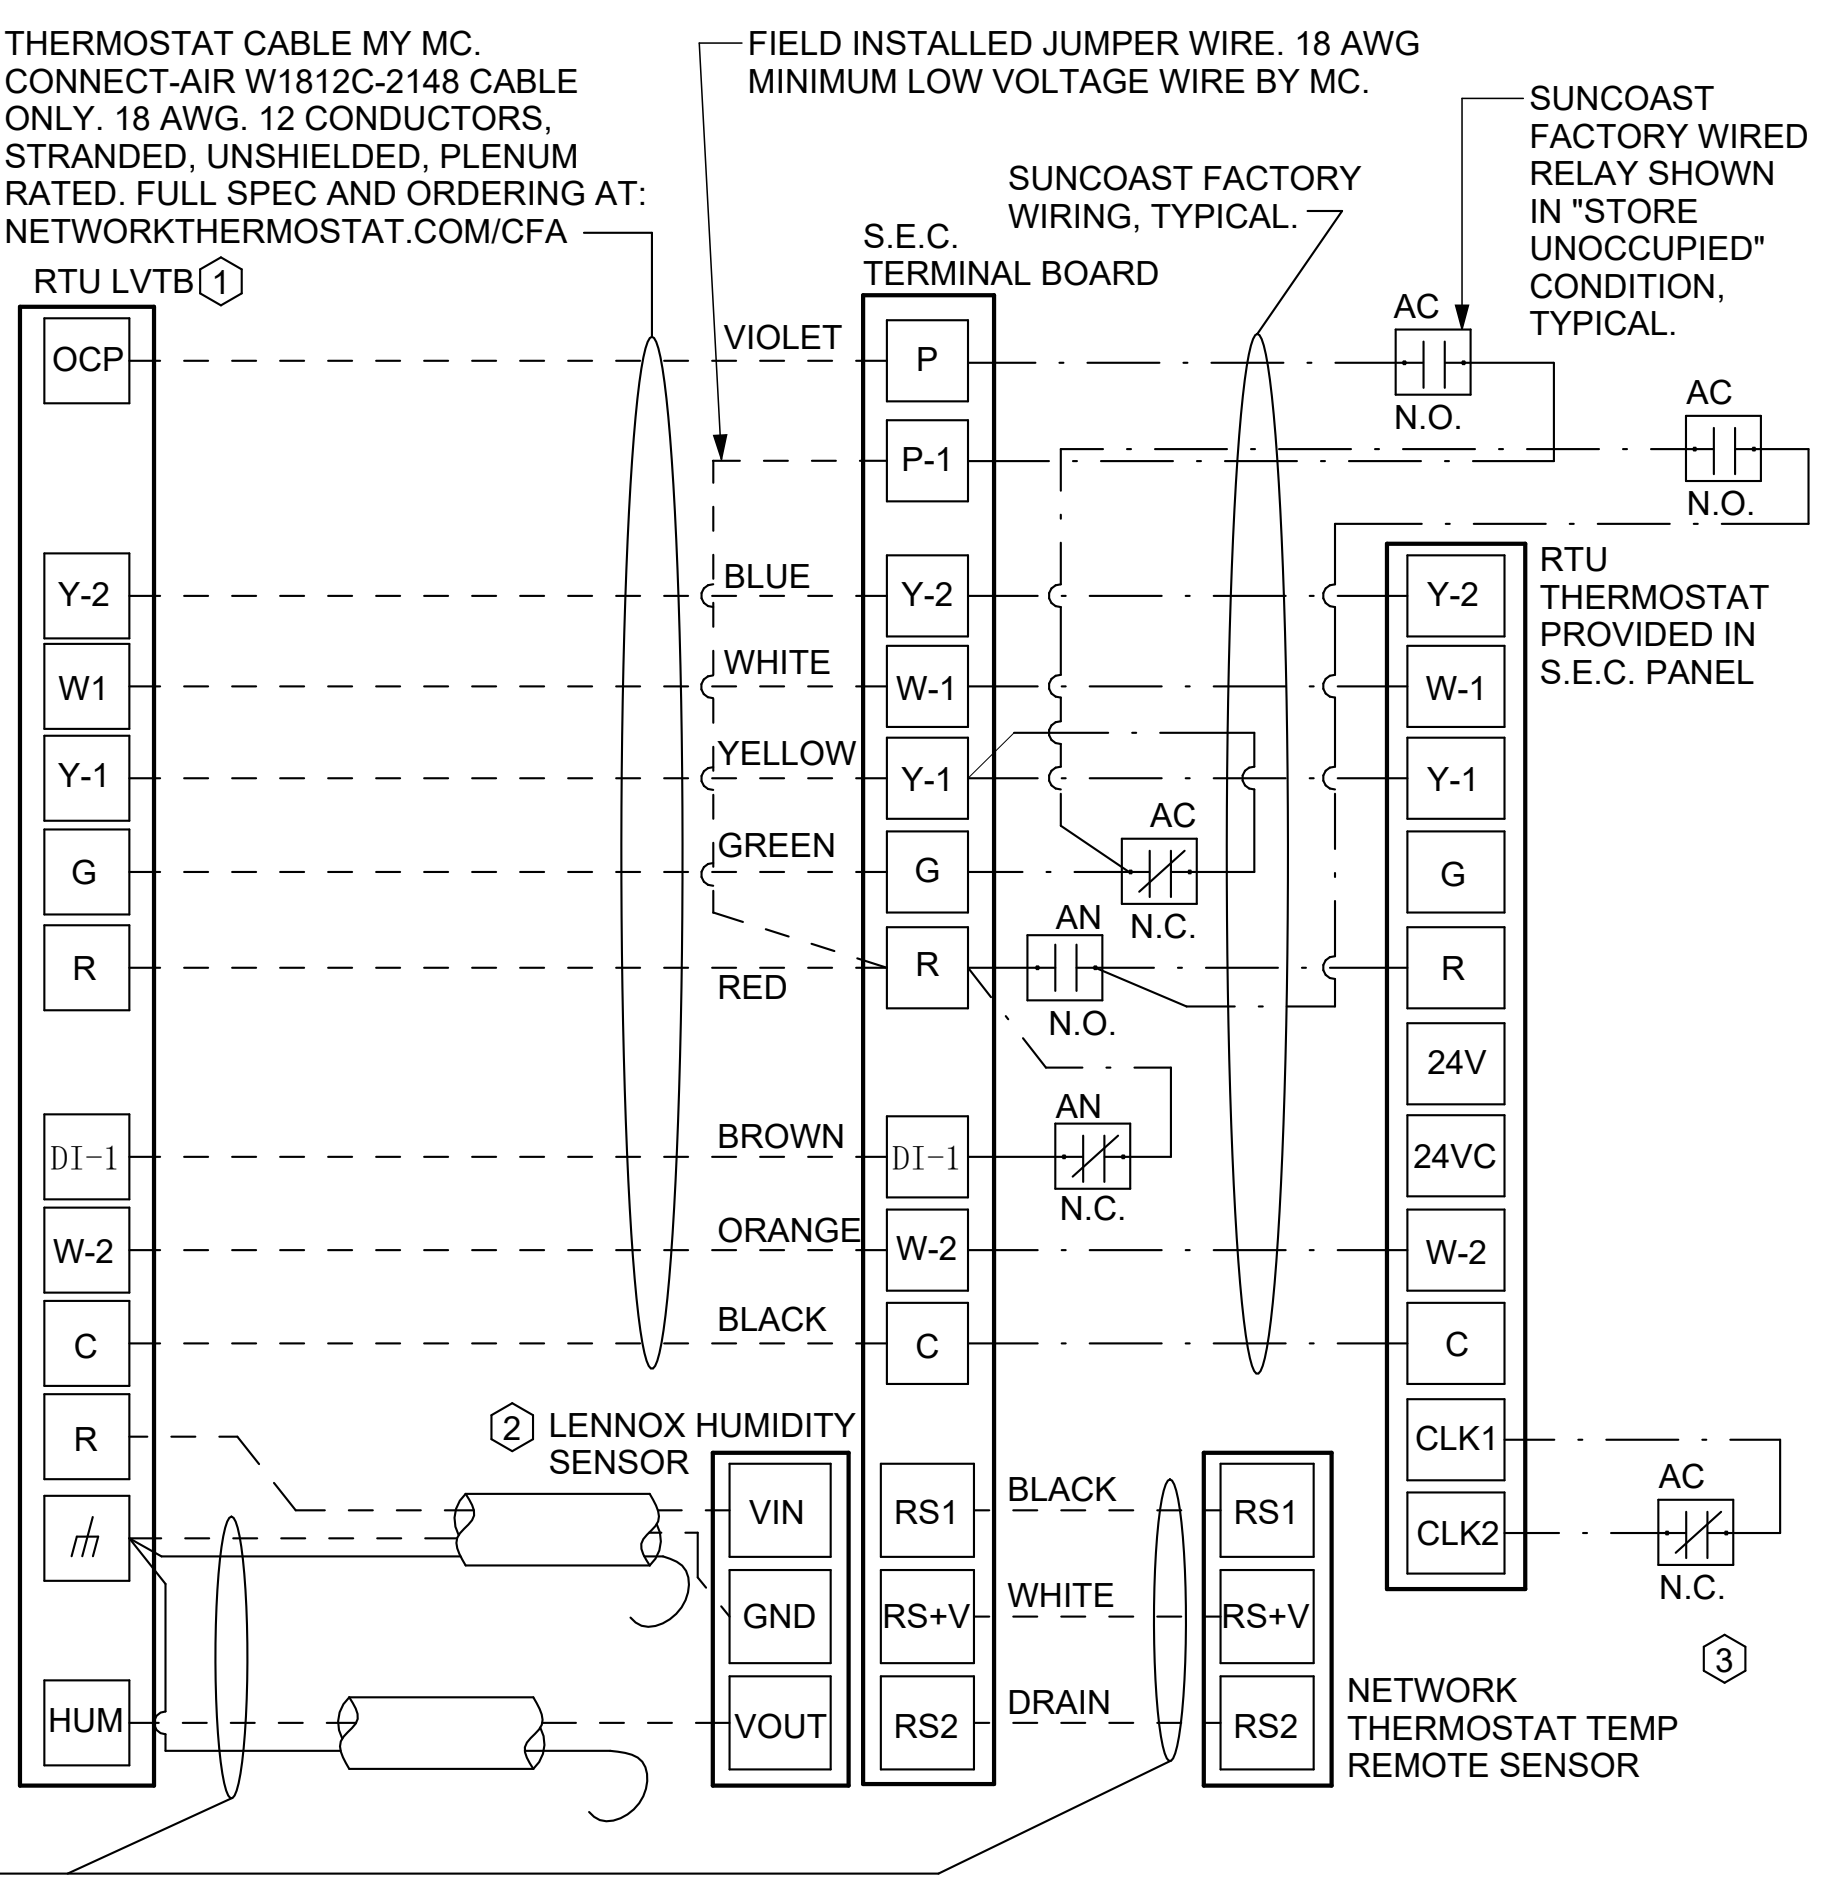 THERMOSTAT CABLE MY MC.
CONNECT-AIR W1812C-2148 CABLE
ONLY. 18 AWG. 12 CONDUCTORS,
STRANDED, UNSHIELDED, PLENUM
RATED. FULL SPEC AND ORDERING AT:
NETWORKTHERMOSTAT.COM/CFA
FIELD INSTALLED JUMPER WIRE. 18 AWG
MINIMUM LOW VOLTAGE WIRE BY MC.
SUNCOAST FACTORY
WIRING, TYPICAL.
SUNCOAST
FACTORY WIRED
RELAY SHOWN
IN "STORE
UNOCCUPIED"
CONDITION,
TYPICAL.
RTU LVTB 1
OCP
Y-2
W1
Y-1
G
R
DI-1
W-2
C
R
HUM
VIOLET
BLUE
WHITE
YELLOW
GREEN
RED
BROWN
ORANGE
BLACK
S.E.C.
TERMINAL BOARD
P
P-1
Y-2
W-1
Y-1
G
R
DI-1
W-2
C
RS1
RS+V
RS2
AC
N.O.
AC
N.O.
AC
N.C.
AN
N.O.
AN
N.C.
RTU
THERMOSTAT
PROVIDED IN
S.E.C. PANEL
Y-2
W-1
Y-1
G
R
24V
24VC
W-2
C
CLK1
CLK2
AC
N.C.
3
2 LENNOX HUMIDITY
SENSOR
VIN
GND
VOUT
BLACK
WHITE
DRAIN
RS1
RS+V
RS2
NETWORK
THERMOSTAT TEMP
REMOTE SENSOR